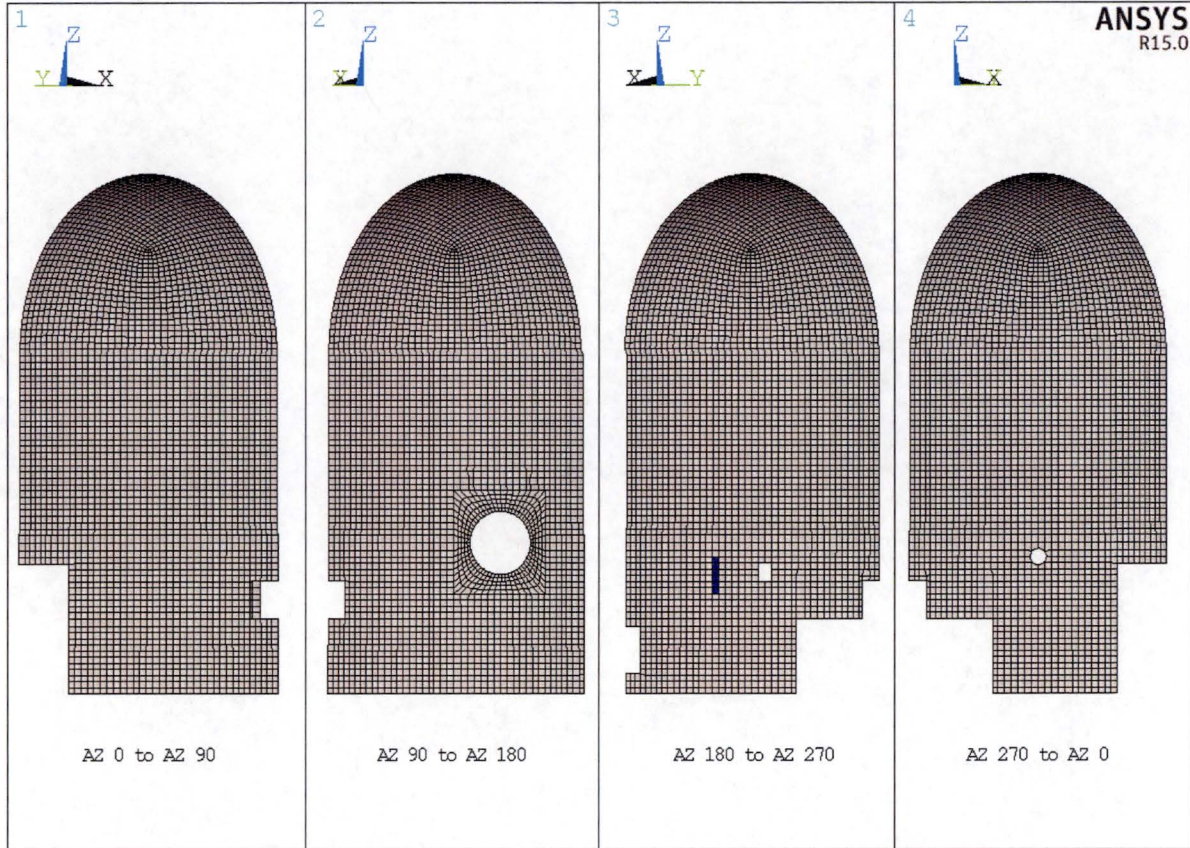 1
2
3
4
ANSYS
R15.0
Z
Y X
Z
X
Z
X Y
Z
X
AZ 0 to AZ 90
AZ 90 to AZ 180
AZ 180 to AZ 270
AZ 270 to AZ 0